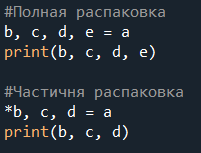 #Полная распаковка
b, c, d, e = a
print(b, c, d, e)
#Частичня распаковка
*b, c, d = a
print(b, c, d)